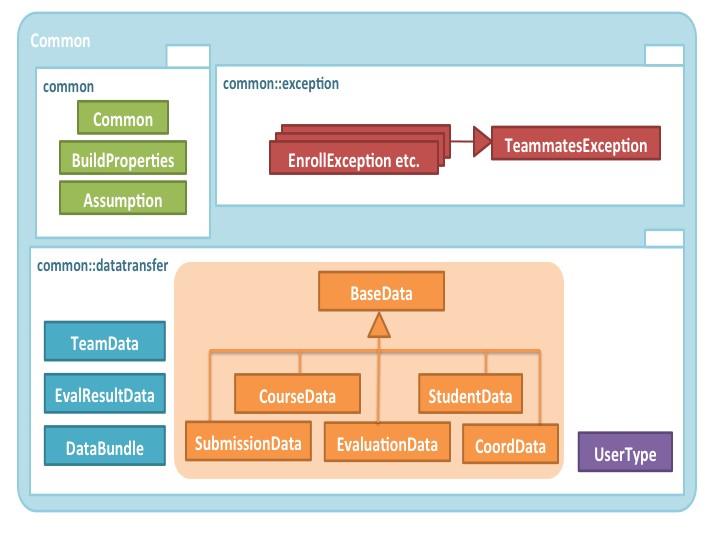 Common
common
Common
BuildProperties
Assumption
common::exception
EnrollException etc.
TeammatesException
common::datatransfer
TeamData
EvalResultData
DataBundle
BaseData
CourseData
StudentData
SubmissionData
EvaluationData
CoordData
UserType